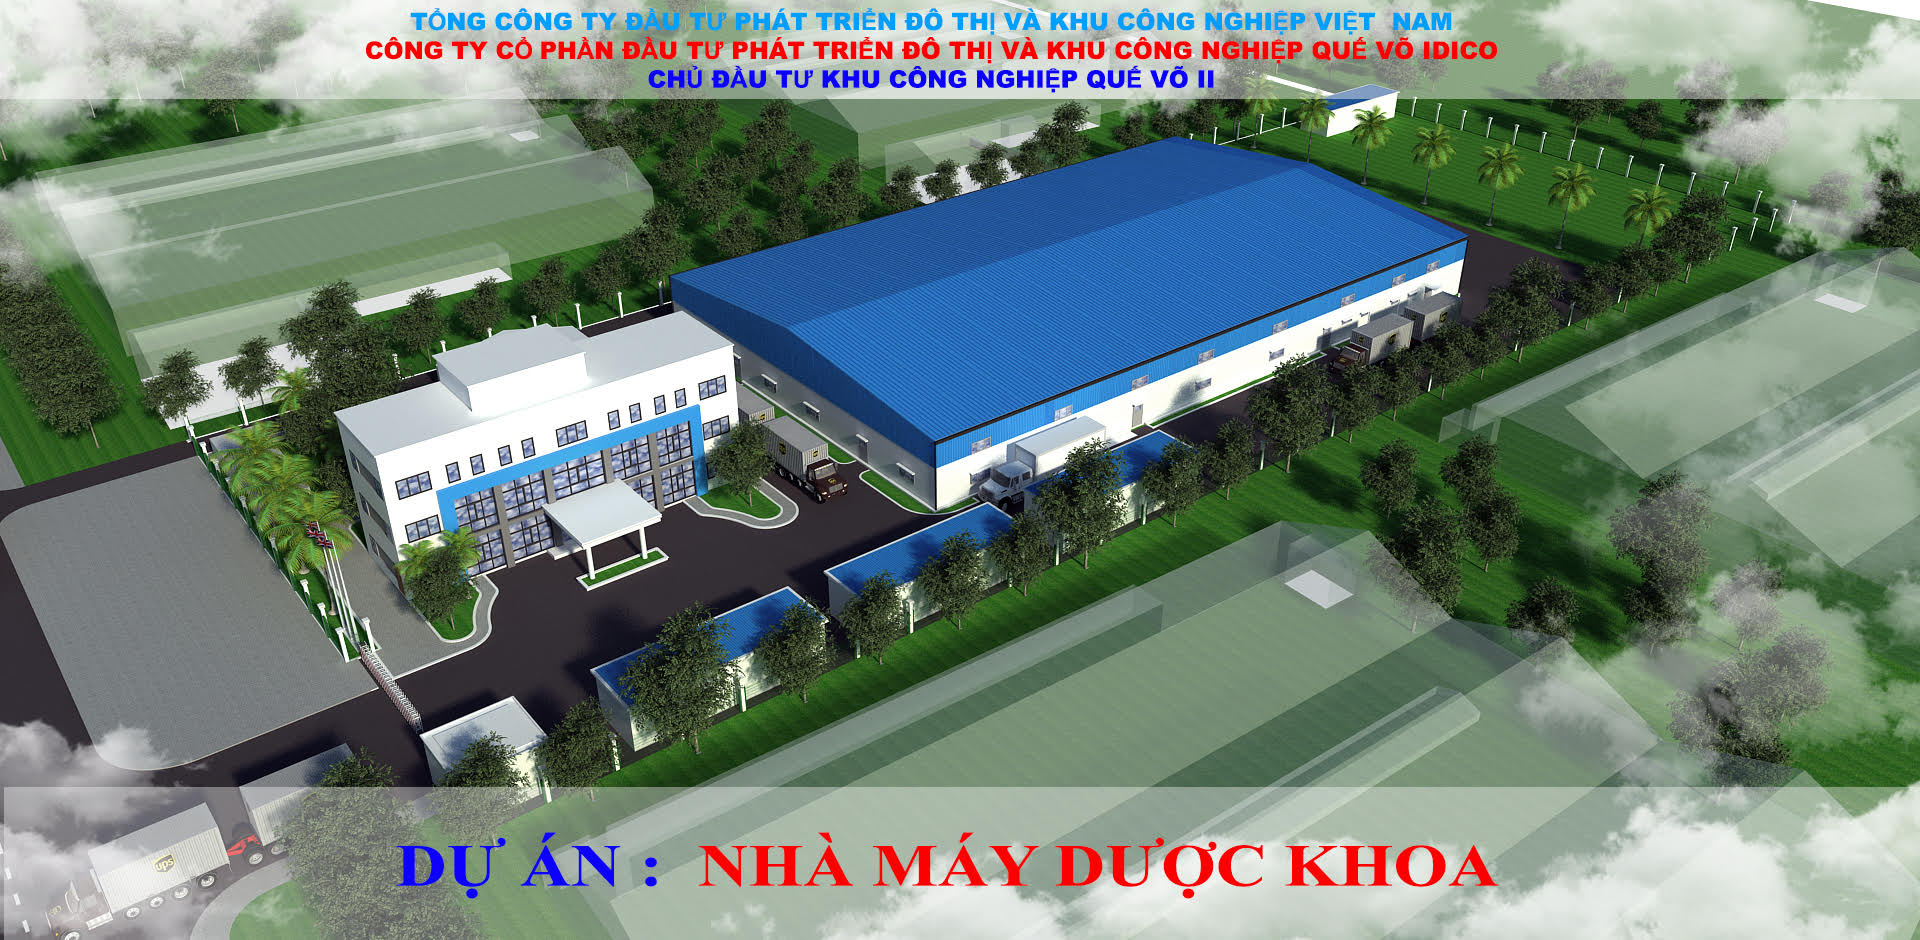 TỔNG CÔNG TY ĐẦU TƯ PHÁT TRIỂN ĐÔ THỊ VÀ KHU CÔNG NGHIỆP VIỆT NAM
CÔNG TY CỔ PHẦN ĐẦU TƯ PHÁT TRIỂN ĐÔ THỊ VÀ KHU CÔNG NGHIỆP QUẾ VÕ IDICO
CHỦ ĐẦU TƯ KHU CÔNG NGHIỆP QUẾ VÕ II
ups
DỰ ÁN : NHÀ MÁY DƯỢC KHOA